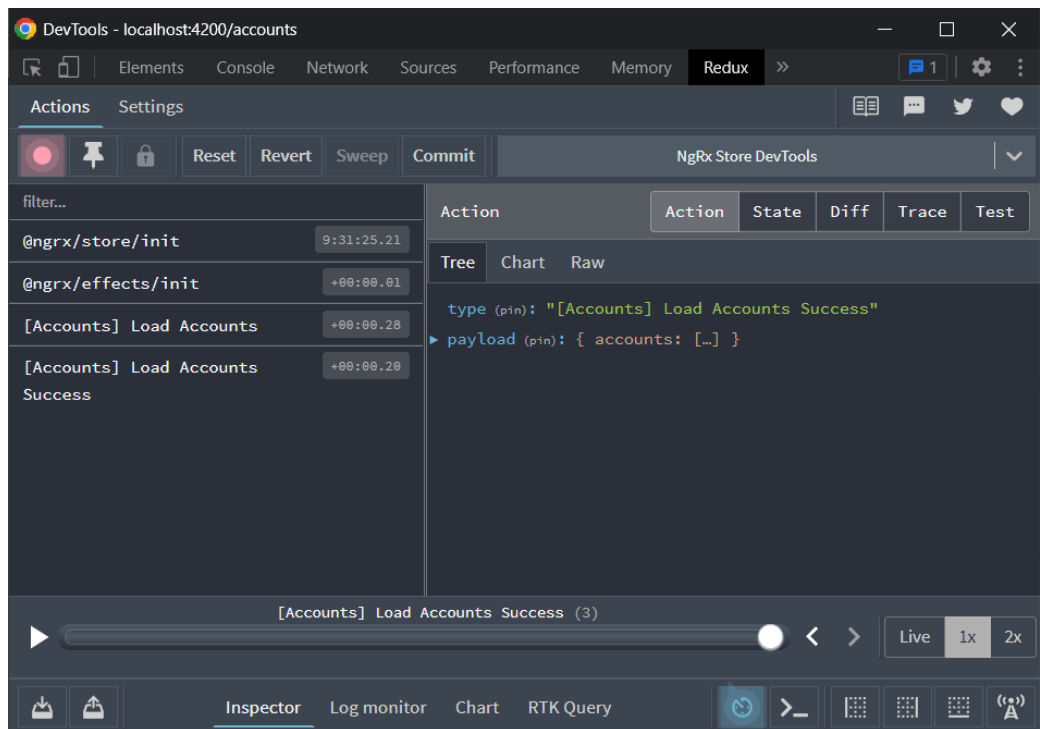 DevTools - localhost:4200/accounts
Elements Console Network Sources Performance Memory Redux » 1
Actions Settings
Reset Revert Sweep Commit NgRx Store DevTools
filter...
Action Action State Diff Trace Test
@ngrx/store/init 9:31:25.21
Tree Chart Raw
@ngrx/effects/init +00:00.01
type (pin): "[Accounts] Load Accounts Success"
[Accounts] Load Accounts +00:00.28
payload (pin): { accounts: […] }
[Accounts] Load Accounts +00:00.20
Success
[Accounts] Load Accounts Success (3)
Live 1x 2x
Inspector Log monitor Chart RTK Query